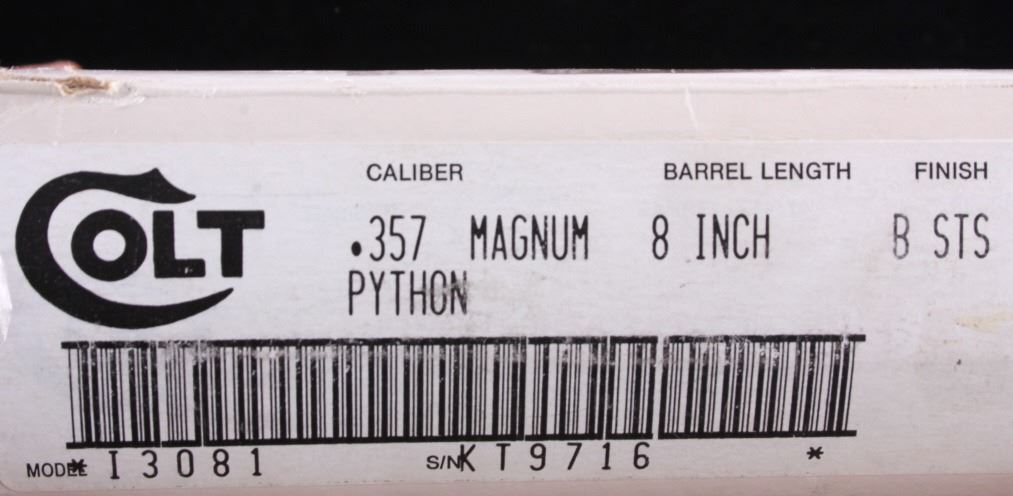 COLT
CALIBER BARREL LENGTH FINISH
.357 MAGNUM 8 INCH B STS
PYTHON
MODEL * I3081 S/N KT9716 *